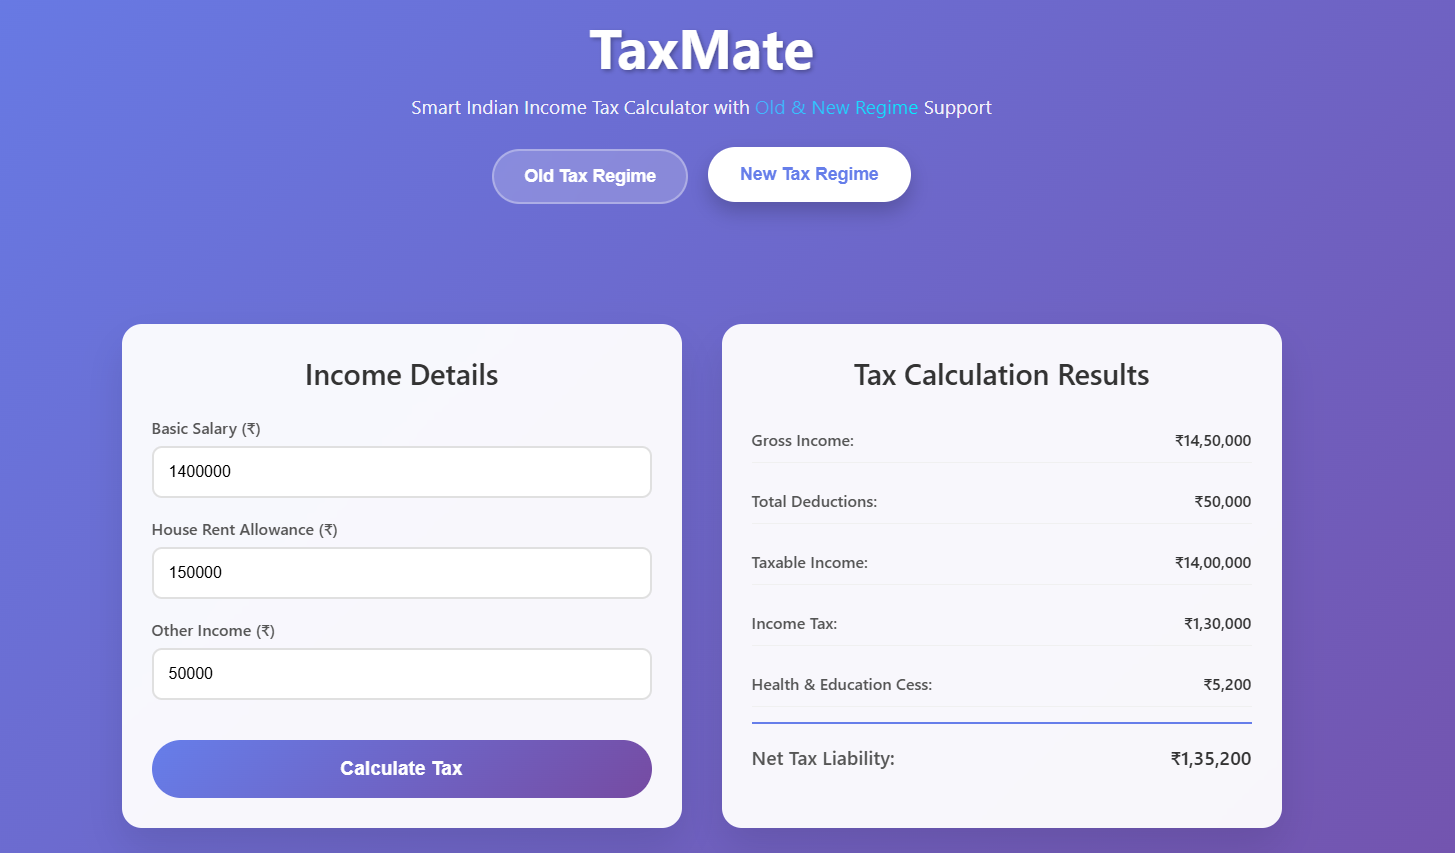 TaxMate
Smart Indian Income Tax Calculator with Old & New Regime Support
Old Tax Regime
New Tax Regime
Income Details
Basic Salary (₹)
1400000
House Rent Allowance (₹)
150000
Other Income (₹)
50000
Calculate Tax
Tax Calculation Results
Gross Income: ₹14,50,000
Total Deductions: ₹50,000
Taxable Income: ₹14,00,000
Income Tax: ₹1,30,000
Health & Education Cess: ₹5,200
Net Tax Liability: ₹1,35,200